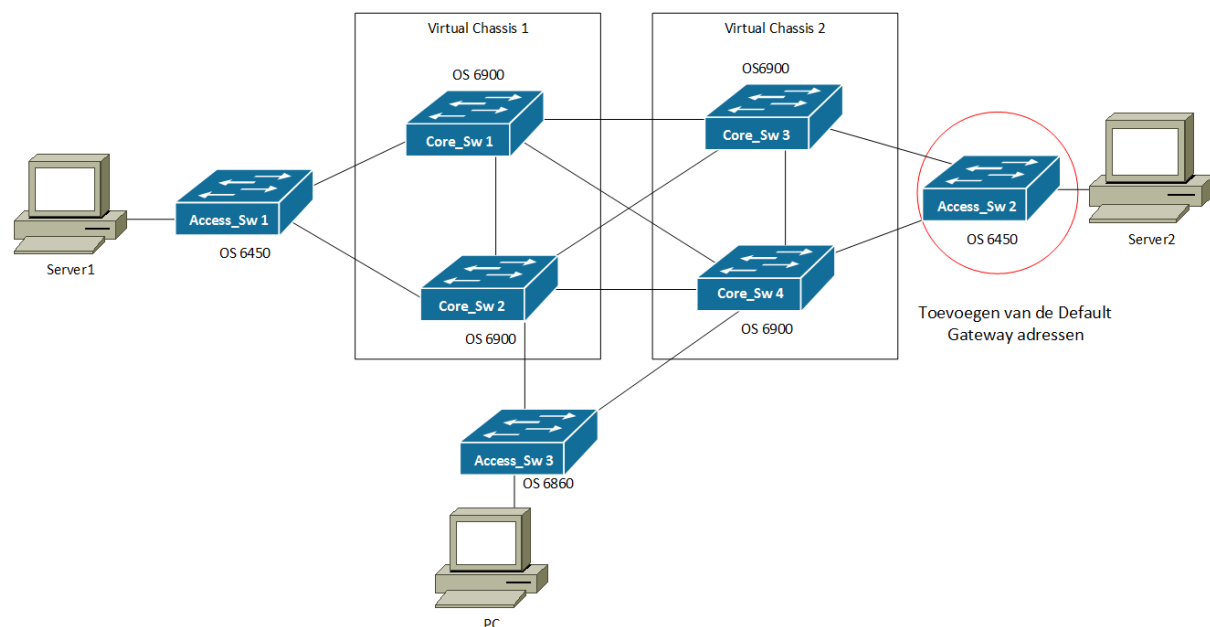 Virtual Chassis 1
Virtual Chassis 2
OS 6900
OS6900
Core_Sw 1
Core_Sw 3
Access_Sw 1
Access_Sw 2
OS 6450
OS 6450
Server1
Server2
Core_Sw 2
Core_Sw 4
OS 6900
OS 6900
Toevoegen van de Default
Gateway adressen
Access_Sw 3
OS 6860
PC